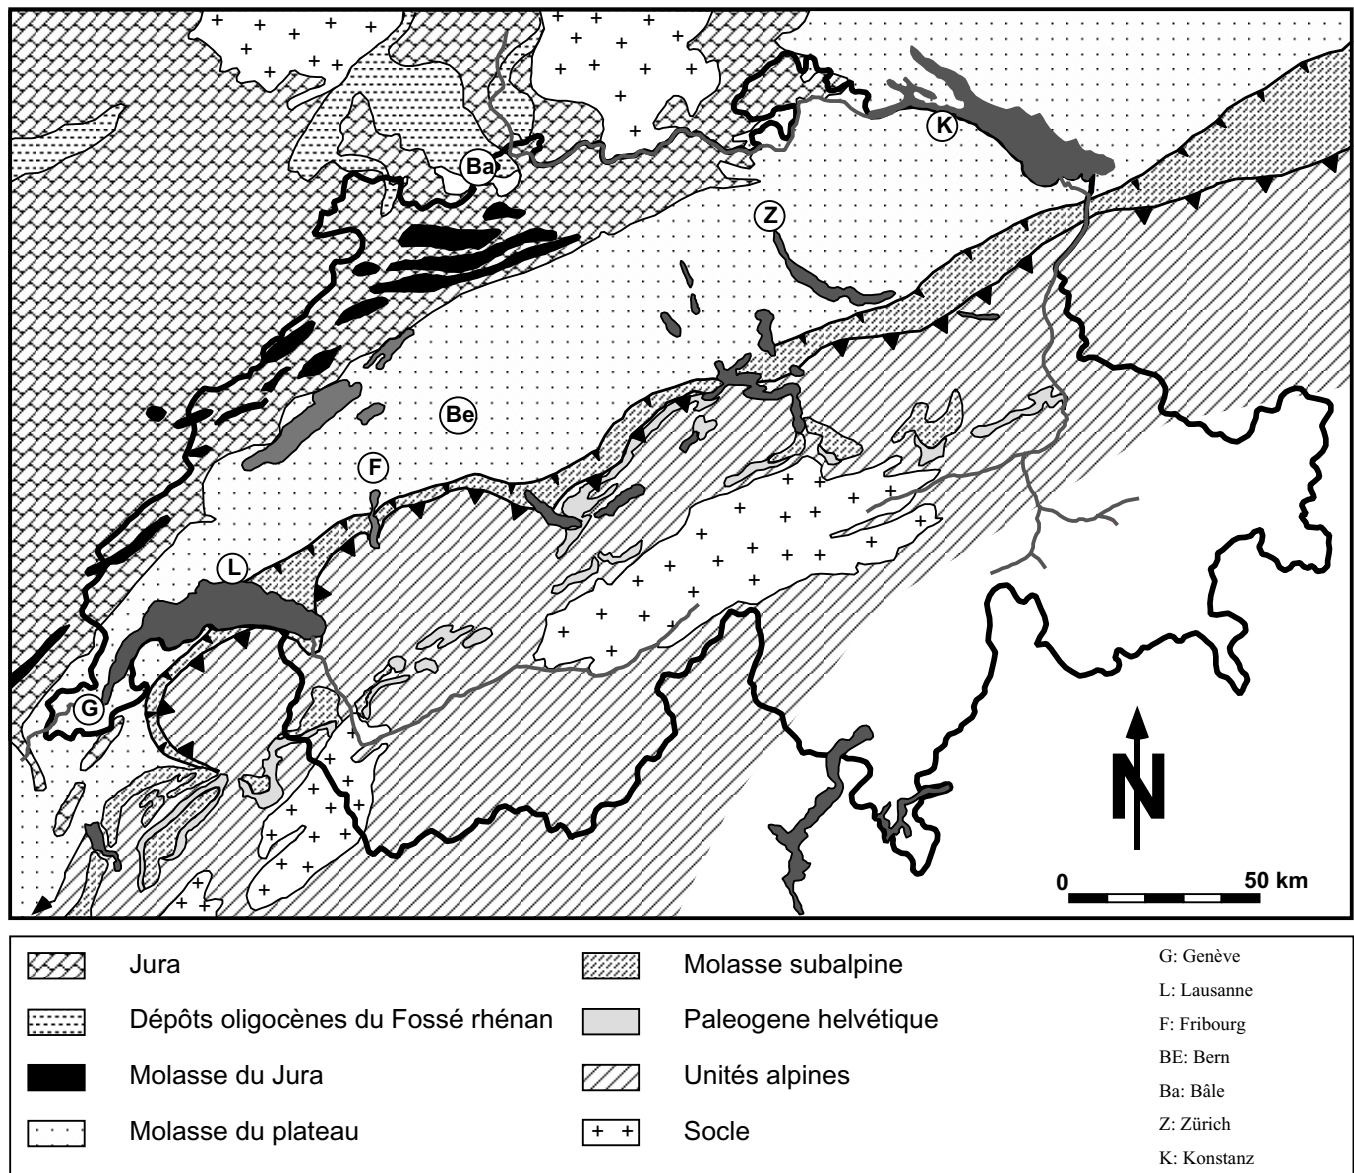 K
Ba
Z
Be
F
L
G
N
0
50 km
Jura
Dépôts oligocènes du Fossé rhénan
Molasse du Jura
Molasse du plateau
Molasse subalpine
Paleogene helvétique
Unités alpines
Socle
G: Genève
L: Lausanne
F: Fribourg
BE: Bern
Ba: Bâle
Z: Zürich
K: Konstanz